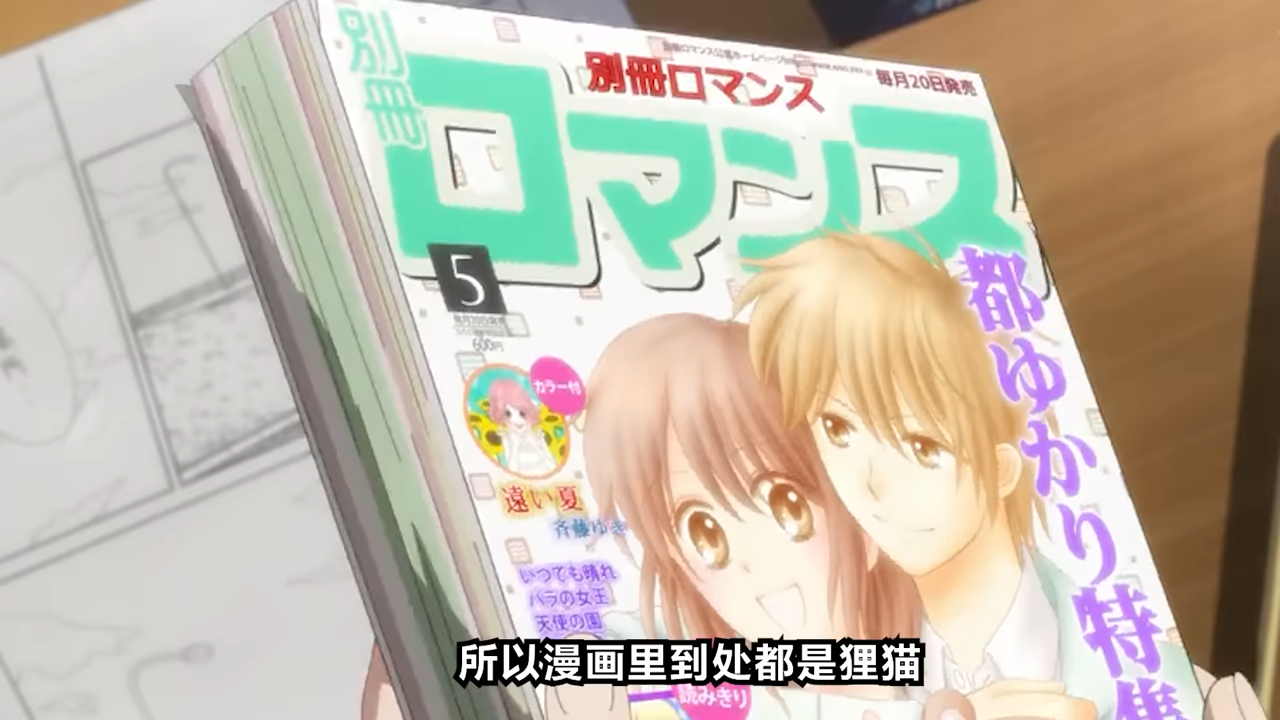 別冊ロマンス
毎月20日発売
別冊
ロマンス
5
600円
カラー付
遠い夏
斉藤ゆき
いつでも晴れ
バラの女王
天使の園
都ゆかり特集
読みきり
所以漫画里到处都是狸猫